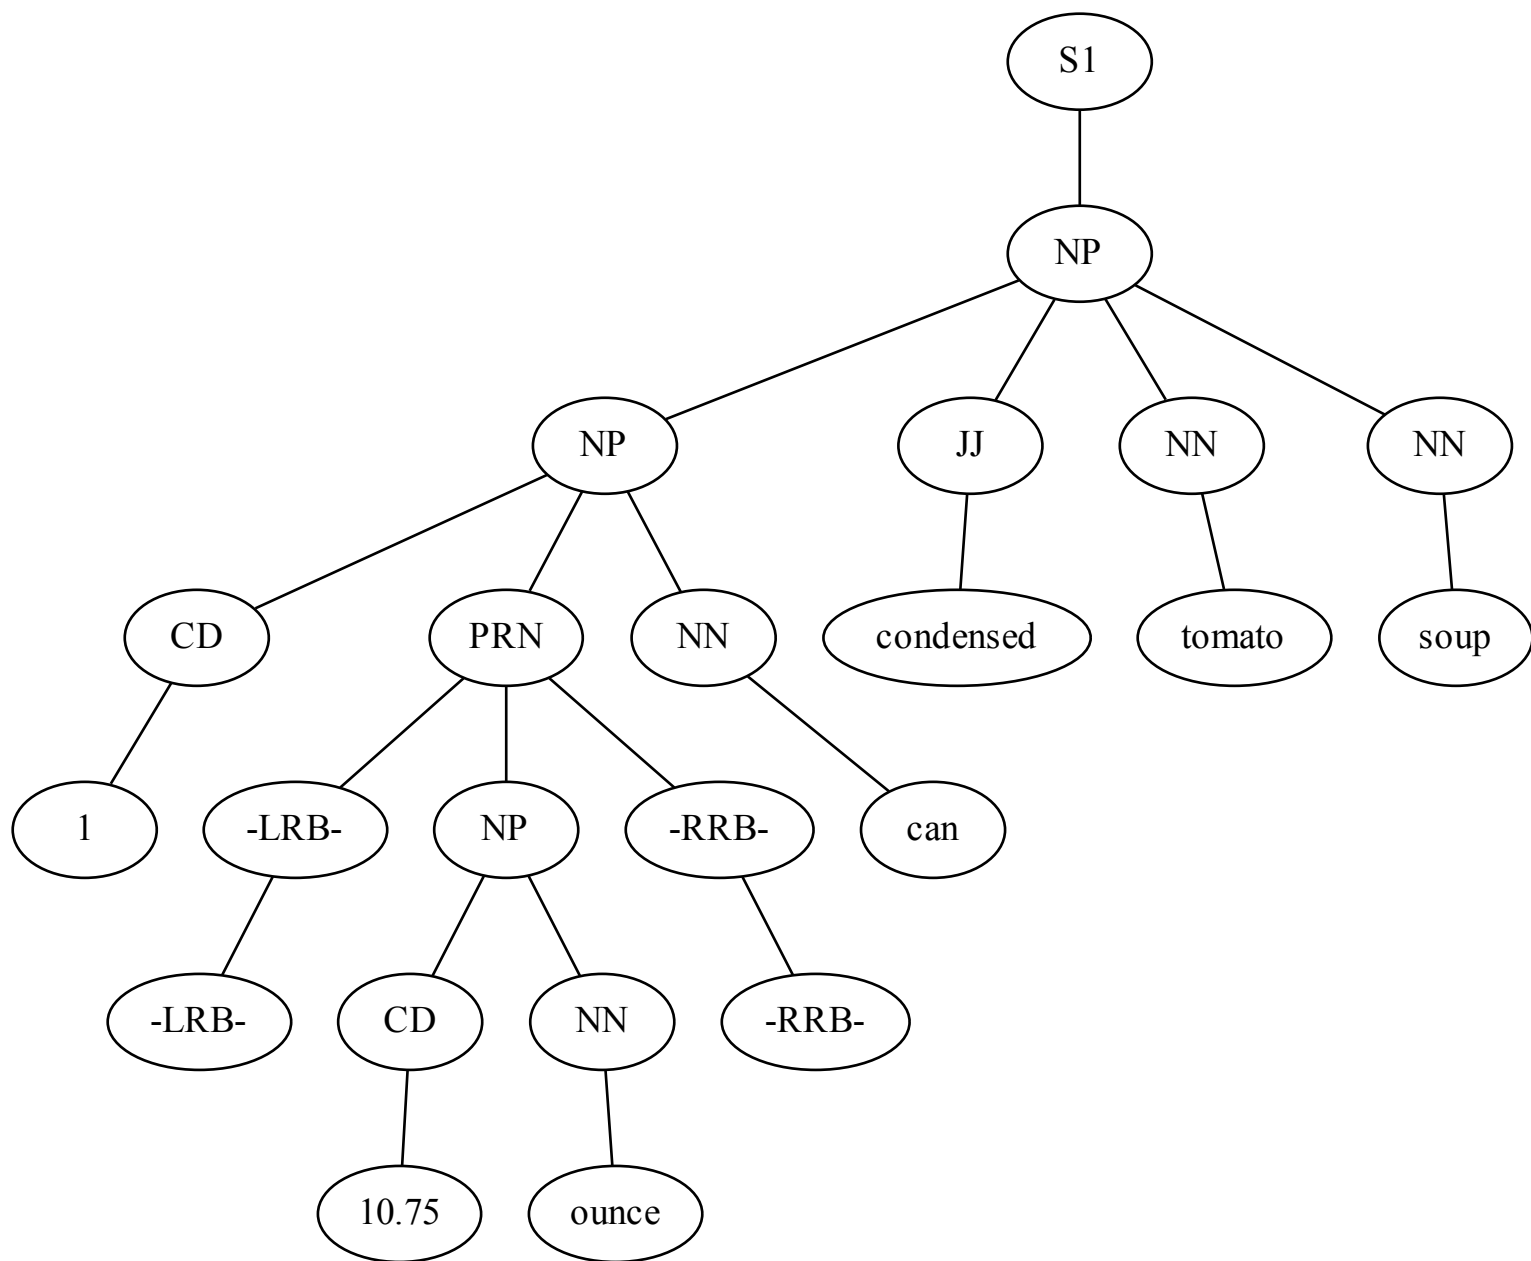 S1
NP
NP JJ NN NN
CD PRN NN condensed tomato soup
1 -LRB- NP -RRB- can
-LRB- CD NN -RRB-
10.75 ounce